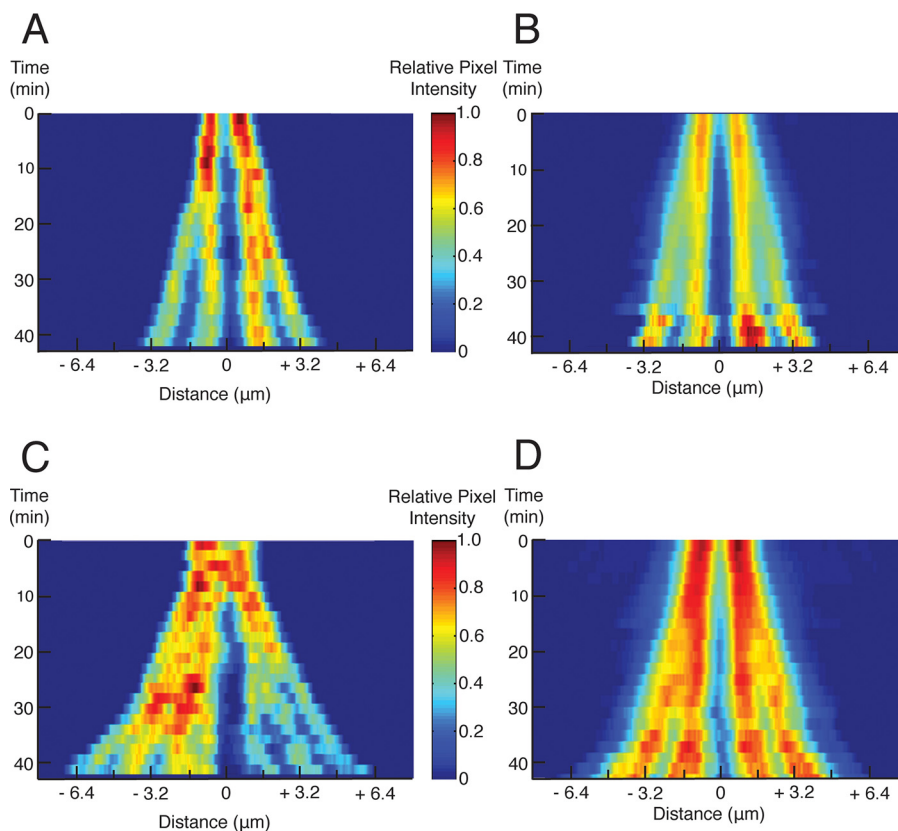 A
B
Time
(min)
Relative Pixel
Intensity
Time
(min)
0
10
20
30
40
1.0
0.8
0.6
0.4
0.2
0
0
10
20
30
40
- 6.4 - 3.2 0 + 3.2 + 6.4
Distance (µm)
- 6.4 - 3.2 0 + 3.2 + 6.4
Distance (µm)
C
D
Time
(min)
Relative Pixel
Intensity
Time
(min)
0
10
20
30
40
1.0
0.8
0.6
0.4
0.2
0
0
10
20
30
40
- 6.4 - 3.2 0 + 3.2 + 6.4
Distance (µm)
- 6.4 - 3.2 0 + 3.2 + 6.4
Distance (µm)